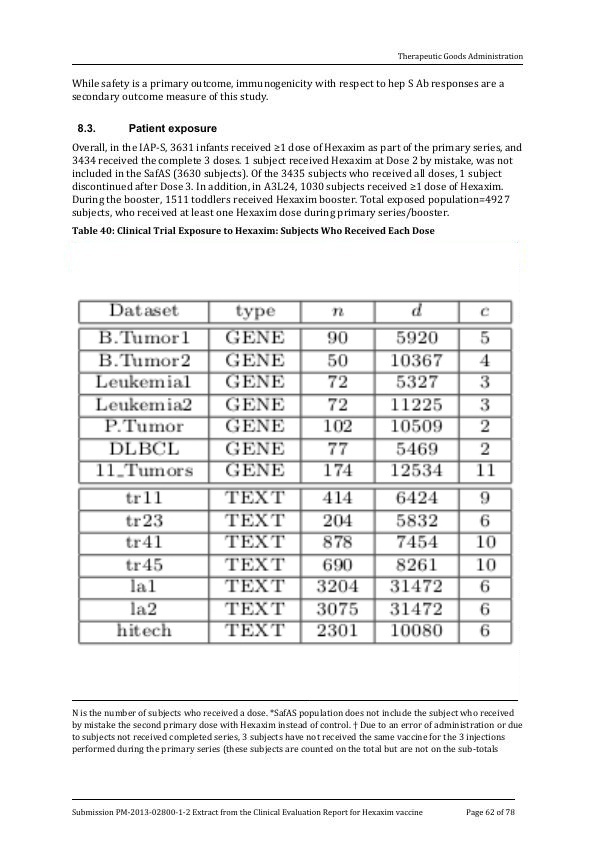 Therapeutic Goods Administration
While safety is a primary outcome, immunogenicity with respect to hep S Ab responses are a
secondary outcome measure of this study.
8.3. Patient exposure
Overall, in the IAP-S, 3631 infants received ≥1 dose of Hexaxim as part of the primary series, and
3434 received the complete 3 doses. 1 subject received Hexaxim at Dose 2 by mistake, was not
included in the SafAS (3630 subjects). Of the 3435 subjects who received all doses, 1 subject
discontinued after Dose 3. In addition, in A3L24, 1030 subjects received ≥1 dose of Hexaxim.
During the booster, 1511 toddlers received Hexaxim booster. Total exposed population=4927
subjects, who received at least one Hexaxim dose during primary series/booster.
Table 40: Clinical Trial Exposure to Hexaxim: Subjects Who Received Each Dose
Dataset type n d c
B.Tumor1 GENE 90 5920 5
B.Tumor2 GENE 50 10367 4
Leukemia1 GENE 72 5327 3
Leukemia2 GENE 72 11225 3
P.Tumor GENE 102 10509 2
DLBCL GENE 77 5469 2
11_Tumors GENE 174 12534 11
tr11 TEXT 414 6424 9
tr23 TEXT 204 5832 6
tr41 TEXT 878 7454 10
tr45 TEXT 690 8261 10
la1 TEXT 3204 31472 6
la2 TEXT 3075 31472 6
hitech TEXT 2301 10080 6
N is the number of subjects who received a dose. *SafAS population does not include the subject who received
by mistake the second primary dose with Hexaxim instead of control. † Due to an error of administration or due
to subjects not received completed series, 3 subjects have not received the same vaccine for the 3 injections
performed during the primary series (these subjects are counted on the total but are not on the sub-totals
Submission PM-2013-02800-1-2 Extract from the Clinical Evaluation Report for Hexaxim vaccine Page 62 of 78